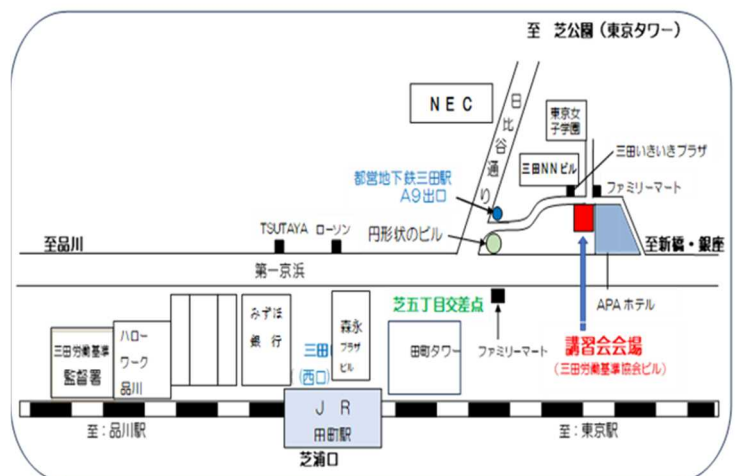 至 芝公園（東京タワー）
NEC
日比谷通り
東京女
子学園
三田いきいきプラザ
三田NNビル
都営地下鉄三田駅
A9出口
ファミリーマート
TSUTAYA
ローソン
円形状のビル
至品川
至新橋・銀座
第一京浜
芝五丁目交差点
APAホテル
みずほ
銀 行
森永
プラザ
ビル
ハロー
ワーク
品川
三田労働基準
監督署
三田
（西口）
田町タワー
ファミリーマート
講習会会場
（三田労働基準協会ビル）
JR
田町駅
至：品川駅
至：東京駅
芝浦口